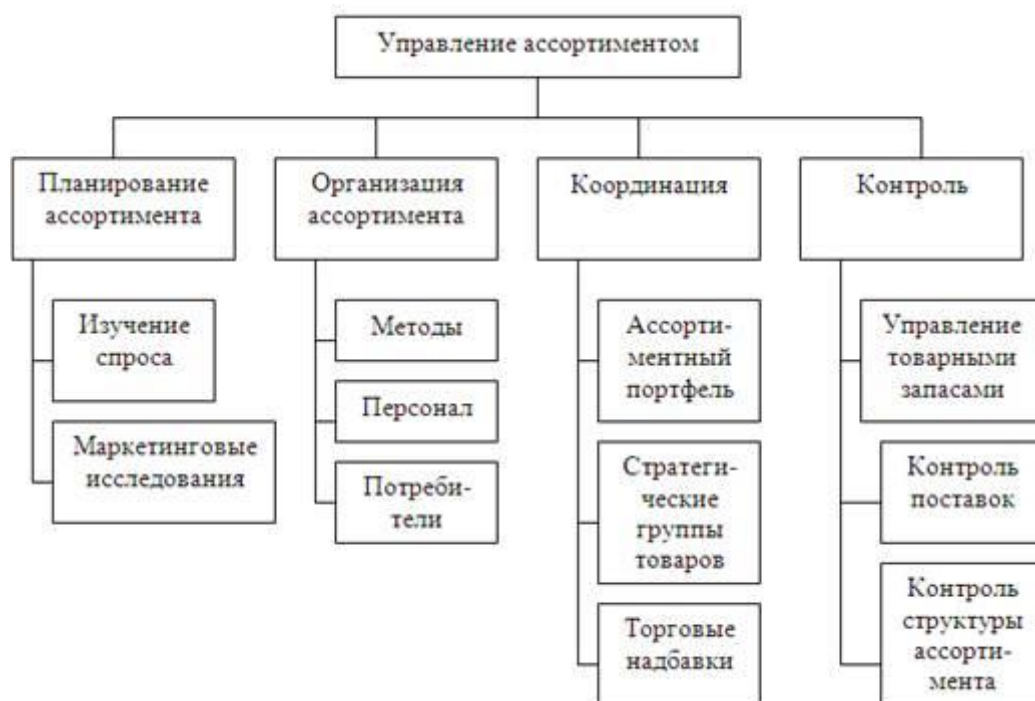 Управление ассортиментом
Планирование
ассортимента
Организация
ассортимента
Координация
Контроль
Изучение
спроса
Маркетинговые
исследования
Методы
Персонал
Потреби-
тели
Ассорти-
ментный
портфель
Стратеги-
ческие
группы
товаров
Торговые
надбавки
Управление
товарными
запасами
Контроль
поставок
Контроль
структуры
ассорти-
мента